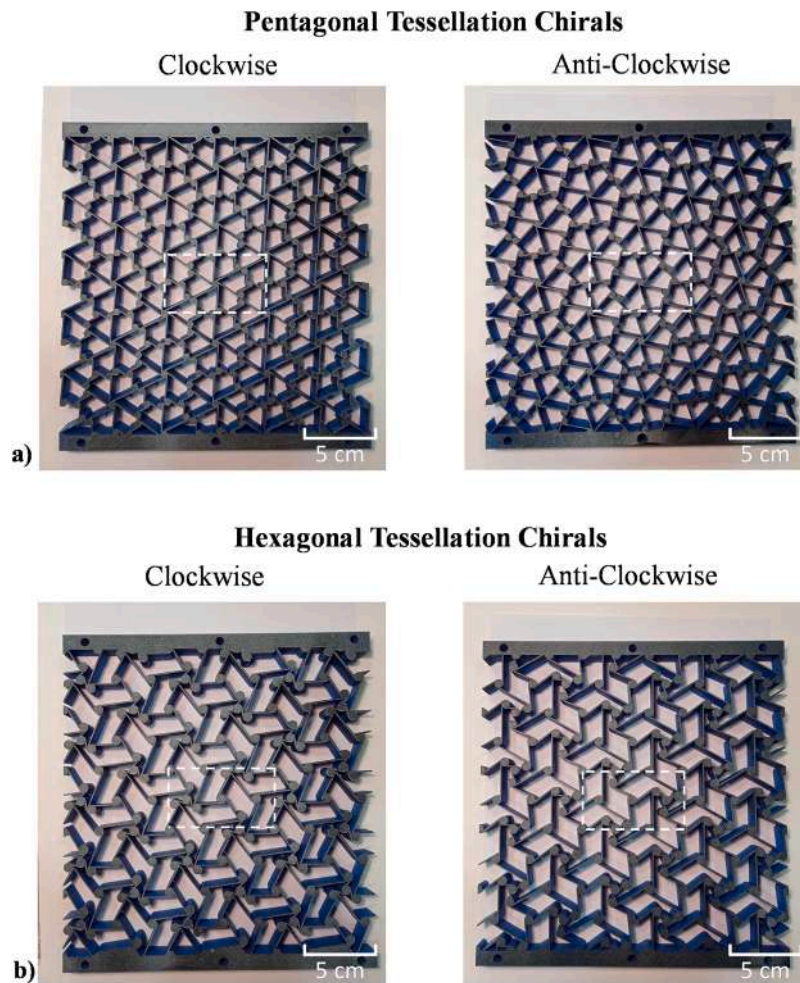 Pentagonal Tessellation Chirals
Clockwise
Anti-Clockwise
5 cm
5 cm
a)
Hexagonal Tessellation Chirals
Clockwise
Anti-Clockwise
5 cm
5 cm
b)